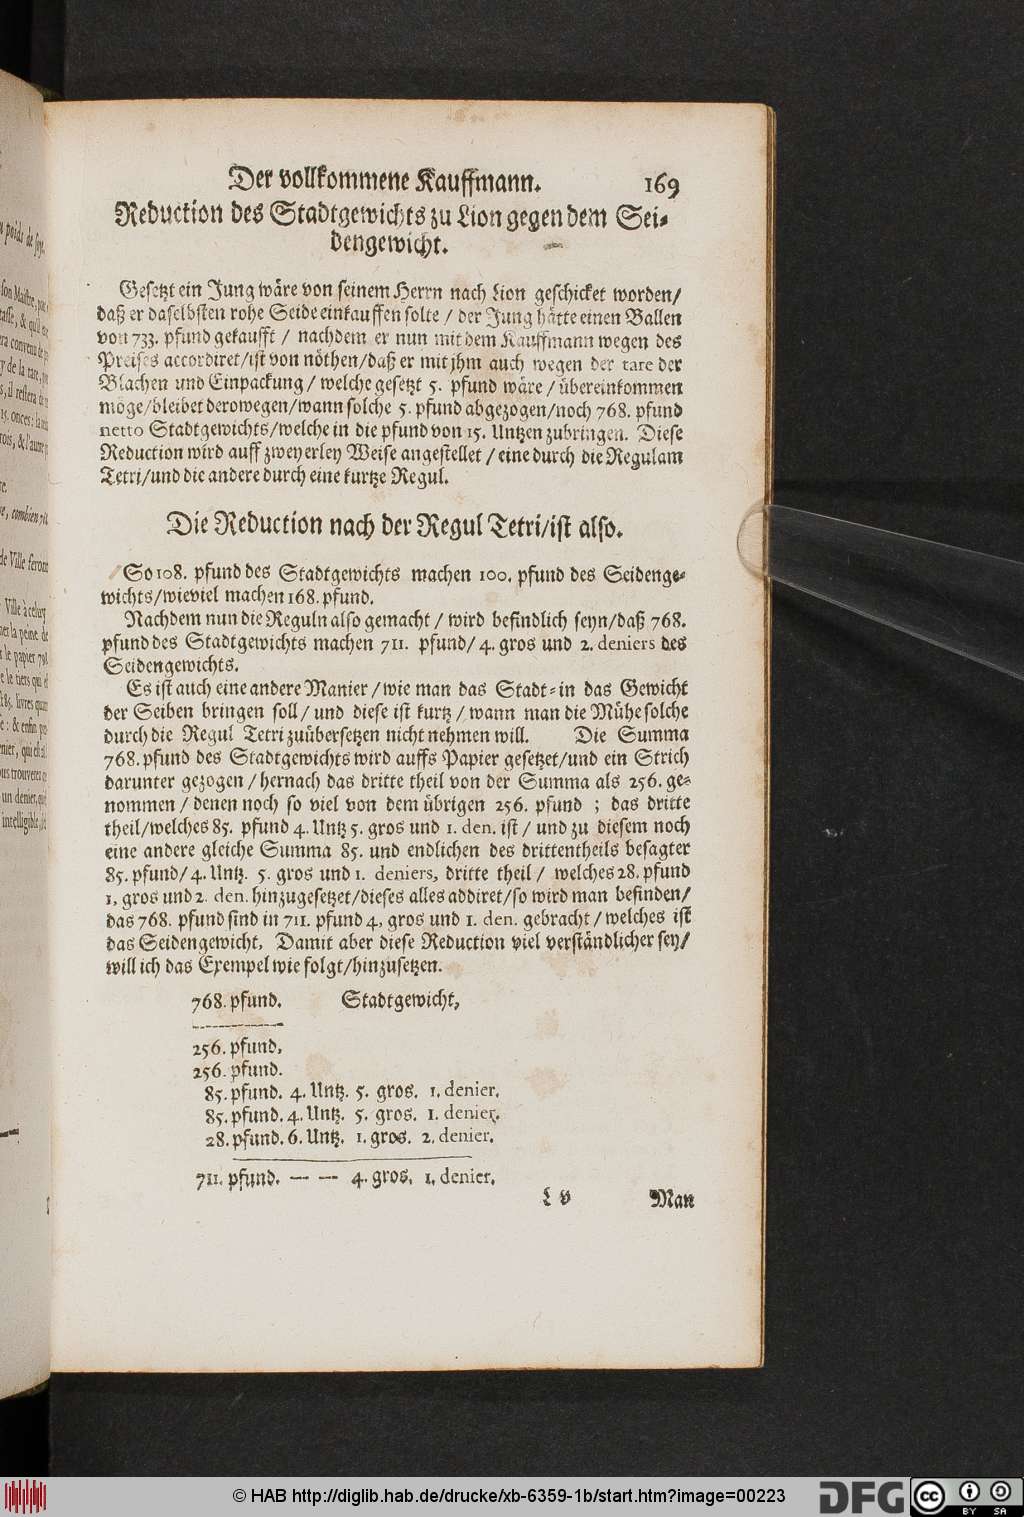 Der vollkommene Kauffmann. 169
Reduction des Stadtgewichts zu Lion gegen dem Sei-
dengewicht.
Gesetzt ein Jung wäre von seinem Herrn nach Lion geschicket worden/
daß er daselbsten rohe Seide einkauffen solte / der Jung hätte einen Ballen
von 733. pfund gekaufft / nachdem er nun mit dem Kauffmann wegen des
Preises accordiret/ist von nöthen/daß er mit jhm auch wegen der tare der
Blachen und Einpackung / welche gesetzt 5. pfund wäre / übereinkommen
möge/bleibet derowegen/wann solche 5. pfund abgezogen/noch 768. pfund
netto Stadtgewichts/welche in die pfund von 15. Untzen zubringen. Diese
Reduction wird auff zweyerley Weise angestellet / eine durch die Regulam
Tetri/und die andere durch eine kurtze Regul.
Die Reduction nach der Regul Tetri/ist also.
So 108. pfund des Stadtgewichts machen 100. pfund des Seidenge-
wichts/wieviel machen 168. pfund.
Nachdem nun die Reguln also gemacht / wird befindlich seyn/daß 768.
pfund des Stadtgewichts machen 711. pfund/ 4. gros und 2. deniers des
Seidengewichts.
Es ist auch eine andere Manier / wie man das Stadt- in das Gewicht
der Seiben bringen soll / und diese ist kurtz / wann man die Mühe solche
durch die Regul Tetri zuübersetzen nicht nehmen will. Die Summa
768. pfund des Stadtgewichts wird auffs Papier gesetzet/und ein Strich
darunter gezogen / hernach das dritte theil von der Summa als 256. ge-
nommen / denen noch so viel von dem übrigen 256. pfund ; das dritte
theil/welches 85. pfund 4. Untz 5. gros und 1. den. ist / und zu diesem noch
eine andere gleiche Summa 85. und endlichen des drittentheils besagter
85. pfund/ 4. Untz. 5. gros und 1. deniers, dritte theil / welches 28. pfund
1, gros und 2. den. hinzugesetzet/dieses alles addiret/so wird man befinden/
das 768. pfund sind in 711. pfund 4. gros und 1. den. gebracht / welches ist
das Seidengewicht, Damit aber diese Reduction viel verständlicher sey/
will ich das Exempel wie folgt/hinzusetzen.
768. pfund. Stadtgewicht,
256. pfund,
256. pfund.
85. pfund. 4. Untz. 5. gros. 1. denier.
85. pfund. 4. Untz. 5. gros. 1. denier.
28. pfund. 6. Untz. 1. gros. 2. denier.
711. pfund. — — 4. gros. 1. denier.
L v Man
© HAB http://diglib.hab.de/drucke/xb-6359-1b/start.htm?image=00223
DFG
cc BY SA